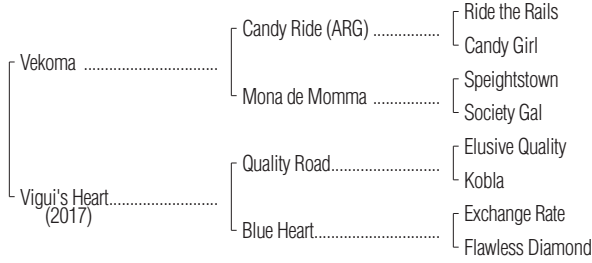 Ride the Rails
Candy Ride (ARG) ................
Candy Girl
Vekoma ................................
Speightstown
Mona de Momma ................
Society Gal
Elusive Quality
Quality Road..........................
Kobla
Vigui's Heart..........................
(2017)
Exchange Rate
Blue Heart..............................
Flawless Diamond